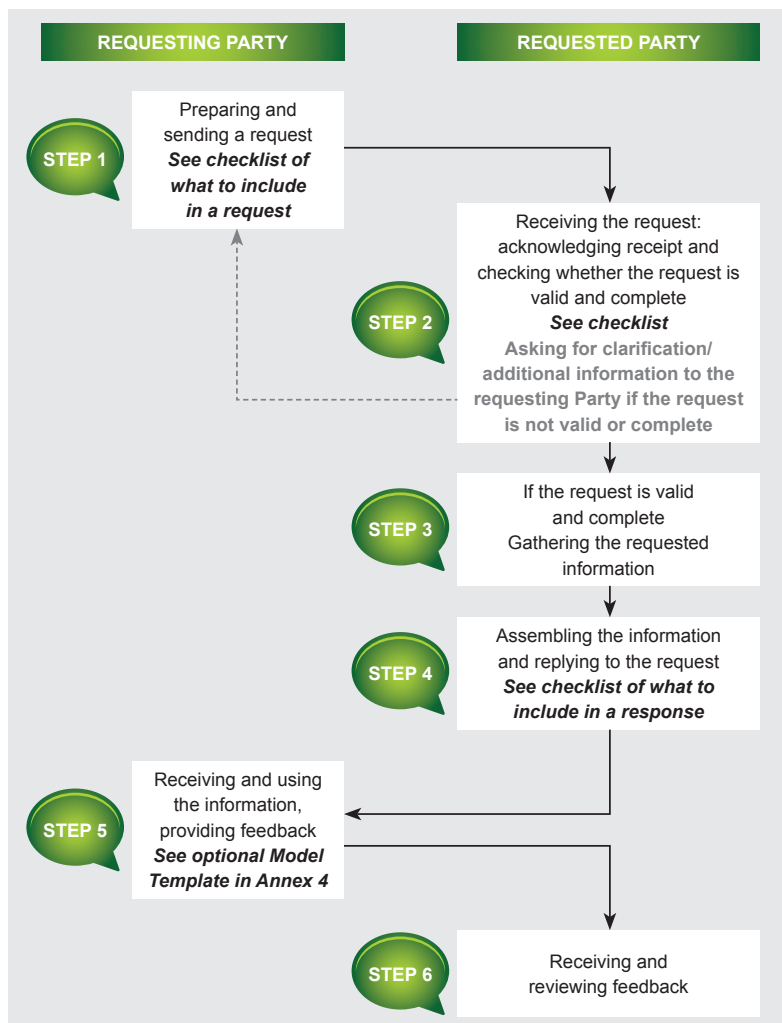 REQUESTING PARTY
REQUESTED PARTY
STEP 1
Preparing and
sending a request
See checklist of
what to include
in a request
STEP 2
Receiving the request:
acknowledging receipt and
checking whether the request is
valid and complete
See checklist
Asking for clarification/
additional information to the
requesting Party if the request
is not valid or complete
STEP 3
If the request is valid
and complete
Gathering the requested
information
STEP 4
Assembling the information
and replying to the request
See checklist of what to
include in a response
STEP 5
Receiving and using
the information,
providing feedback
See optional Model
Template in Annex 4
STEP 6
Receiving and
reviewing feedback